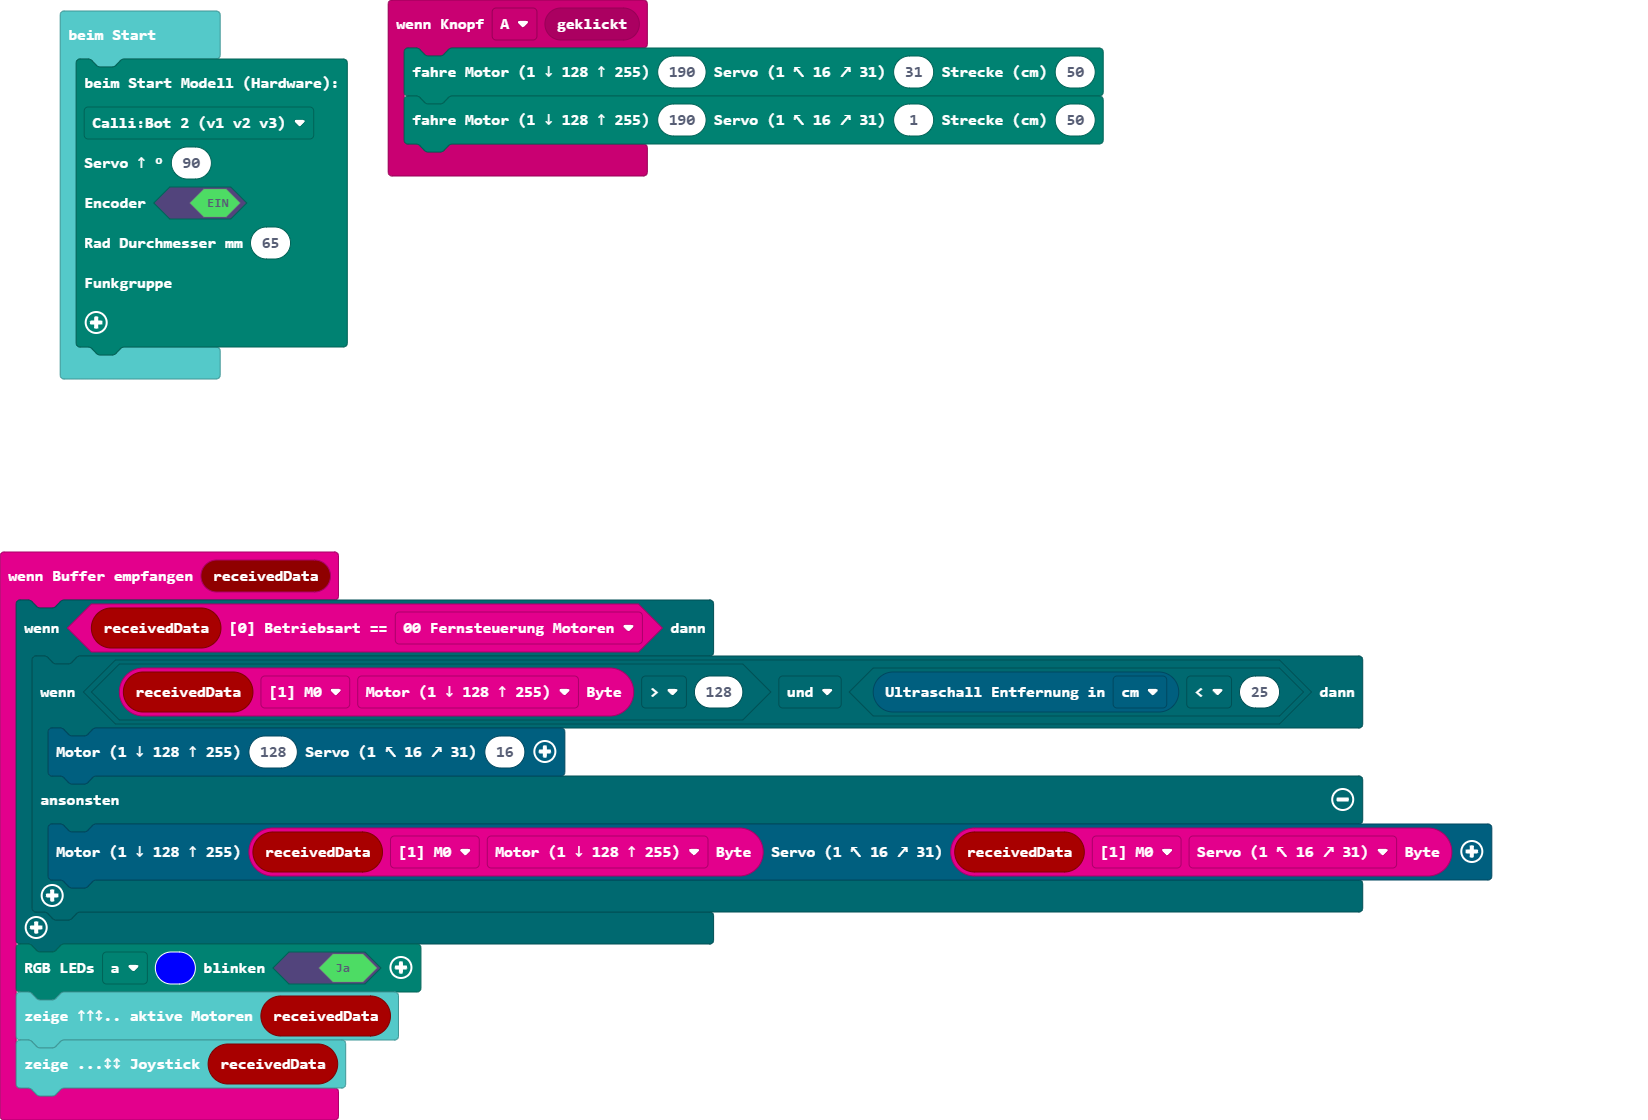 beim Start
beim Start Modell (Hardware):
Calli:Bot 2 (v1 v2 v3)
Servo ↑ ° 90
Encoder EIN
Rad Durchmesser mm 65
Funkgruppe
wenn Knopf A geklickt
fahre Motor (1 ↓ 128 ↑ 255) 190 Servo (1 ↖ 16 ↗ 31) 31 Strecke (cm) 50
fahre Motor (1 ↓ 128 ↑ 255) 190 Servo (1 ↖ 16 ↗ 31) 1 Strecke (cm) 50
wenn Buffer empfangen receivedData
wenn receivedData [0] Betriebsart == 00 Fernsteuerung Motoren dann
wenn receivedData [1] M0 Motor (1 ↓ 128 ↑ 255) Byte > 128 und Ultraschall Entfernung in cm < 25 dann
Motor (1 ↓ 128 ↑ 255) 128 Servo (1 ↖ 16 ↗ 31) 16
ansonsten
Motor (1 ↓ 128 ↑ 255) receivedData [1] M0 Motor (1 ↓ 128 ↑ 255) Byte Servo (1 ↖ 16 ↗ 31) receivedData [1] M0 Servo (1 ↖ 16 ↗ 31) Byte
RGB LEDs a blinken Ja
zeige ↑↑↕.. aktive Motoren receivedData
zeige ...↕↕ Joystick receivedData